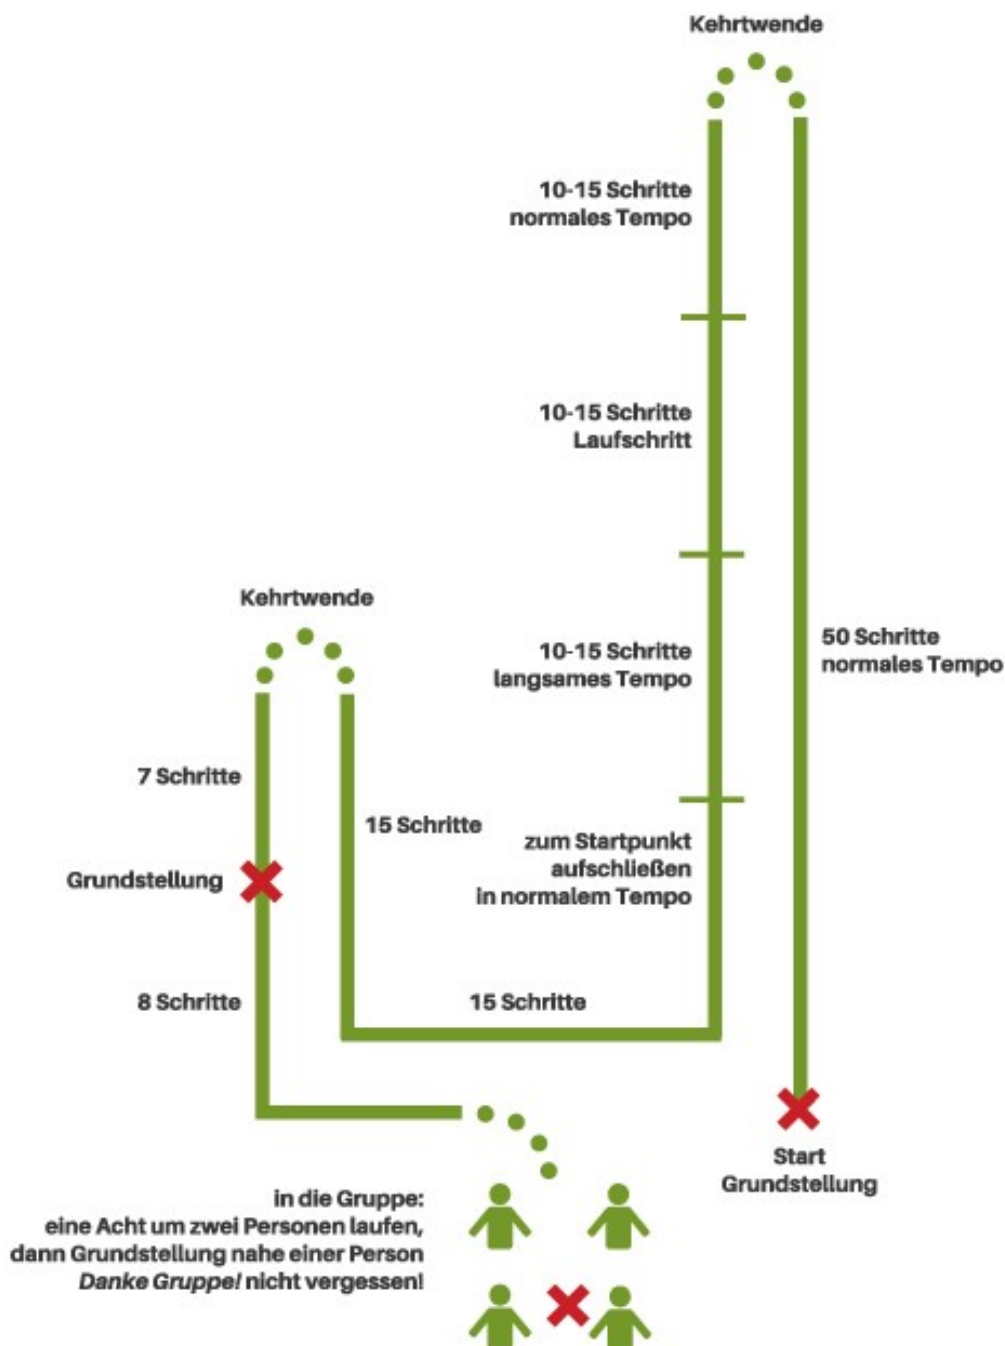 Kehrtwende
10-15 Schritte
normales Tempo
10-15 Schritte
Laufschritt
Kehrtwende
10-15 Schritte
langsames Tempo
50 Schritte
normales Tempo
7 Schritte
15 Schritte
zum Startpunkt
aufschließen
in normalem Tempo
Grundstellung
8 Schritte
15 Schritte
Start
Grundstellung
in die Gruppe:
eine Acht um zwei Personen laufen,
dann Grundstellung nahe einer Person
Danke Gruppe! nicht vergessen!